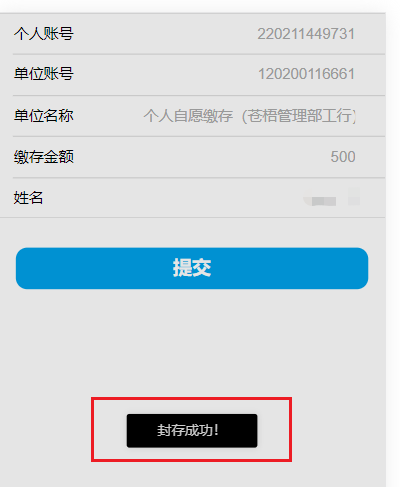 个人账号 220211449731
单位账号 120200116661
单位名称 个人自愿缴存（苍梧管理部工行）
缴存金额 500
姓名
提交
封存成功！